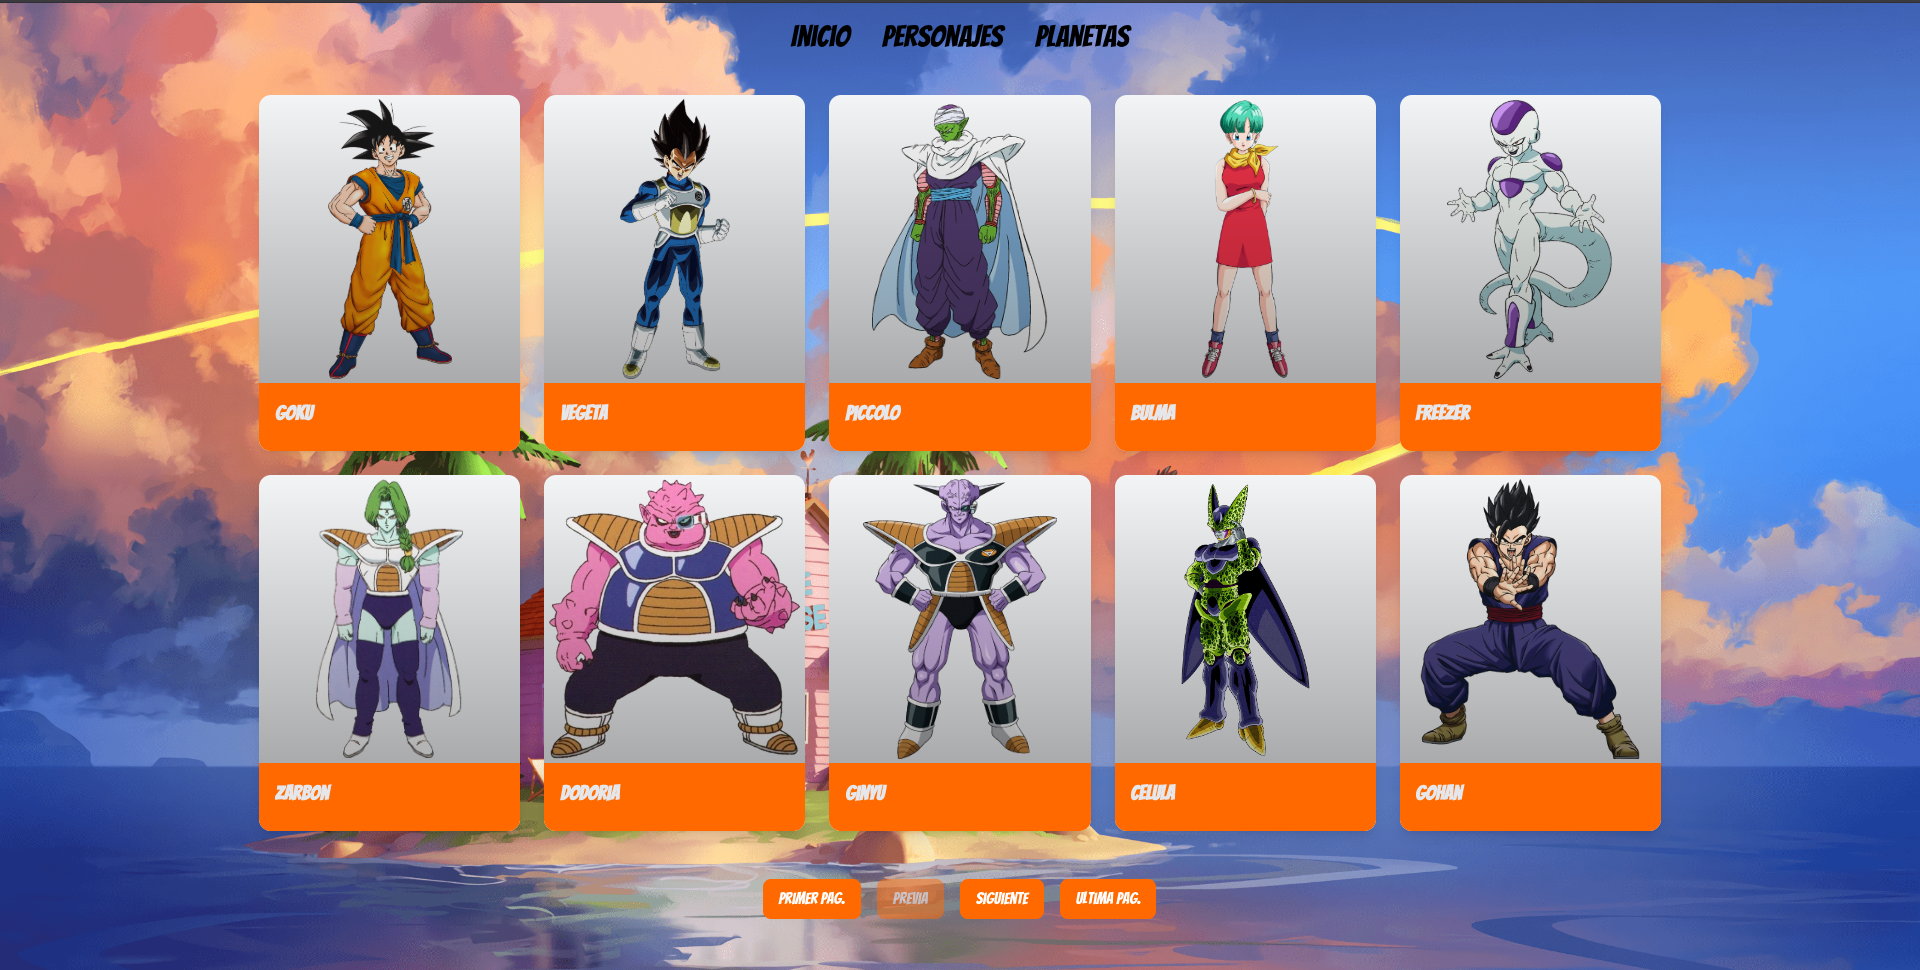 INICIO PERSONAJES PLANETAS
GOKU VEGETA PICCOLO BULMA FREEZER
SE
ZARBON DODORIA GINYU CELULA GOHAN
PRIMER PAG. PREVIA SIGUIENTE ULTIMA PAG.